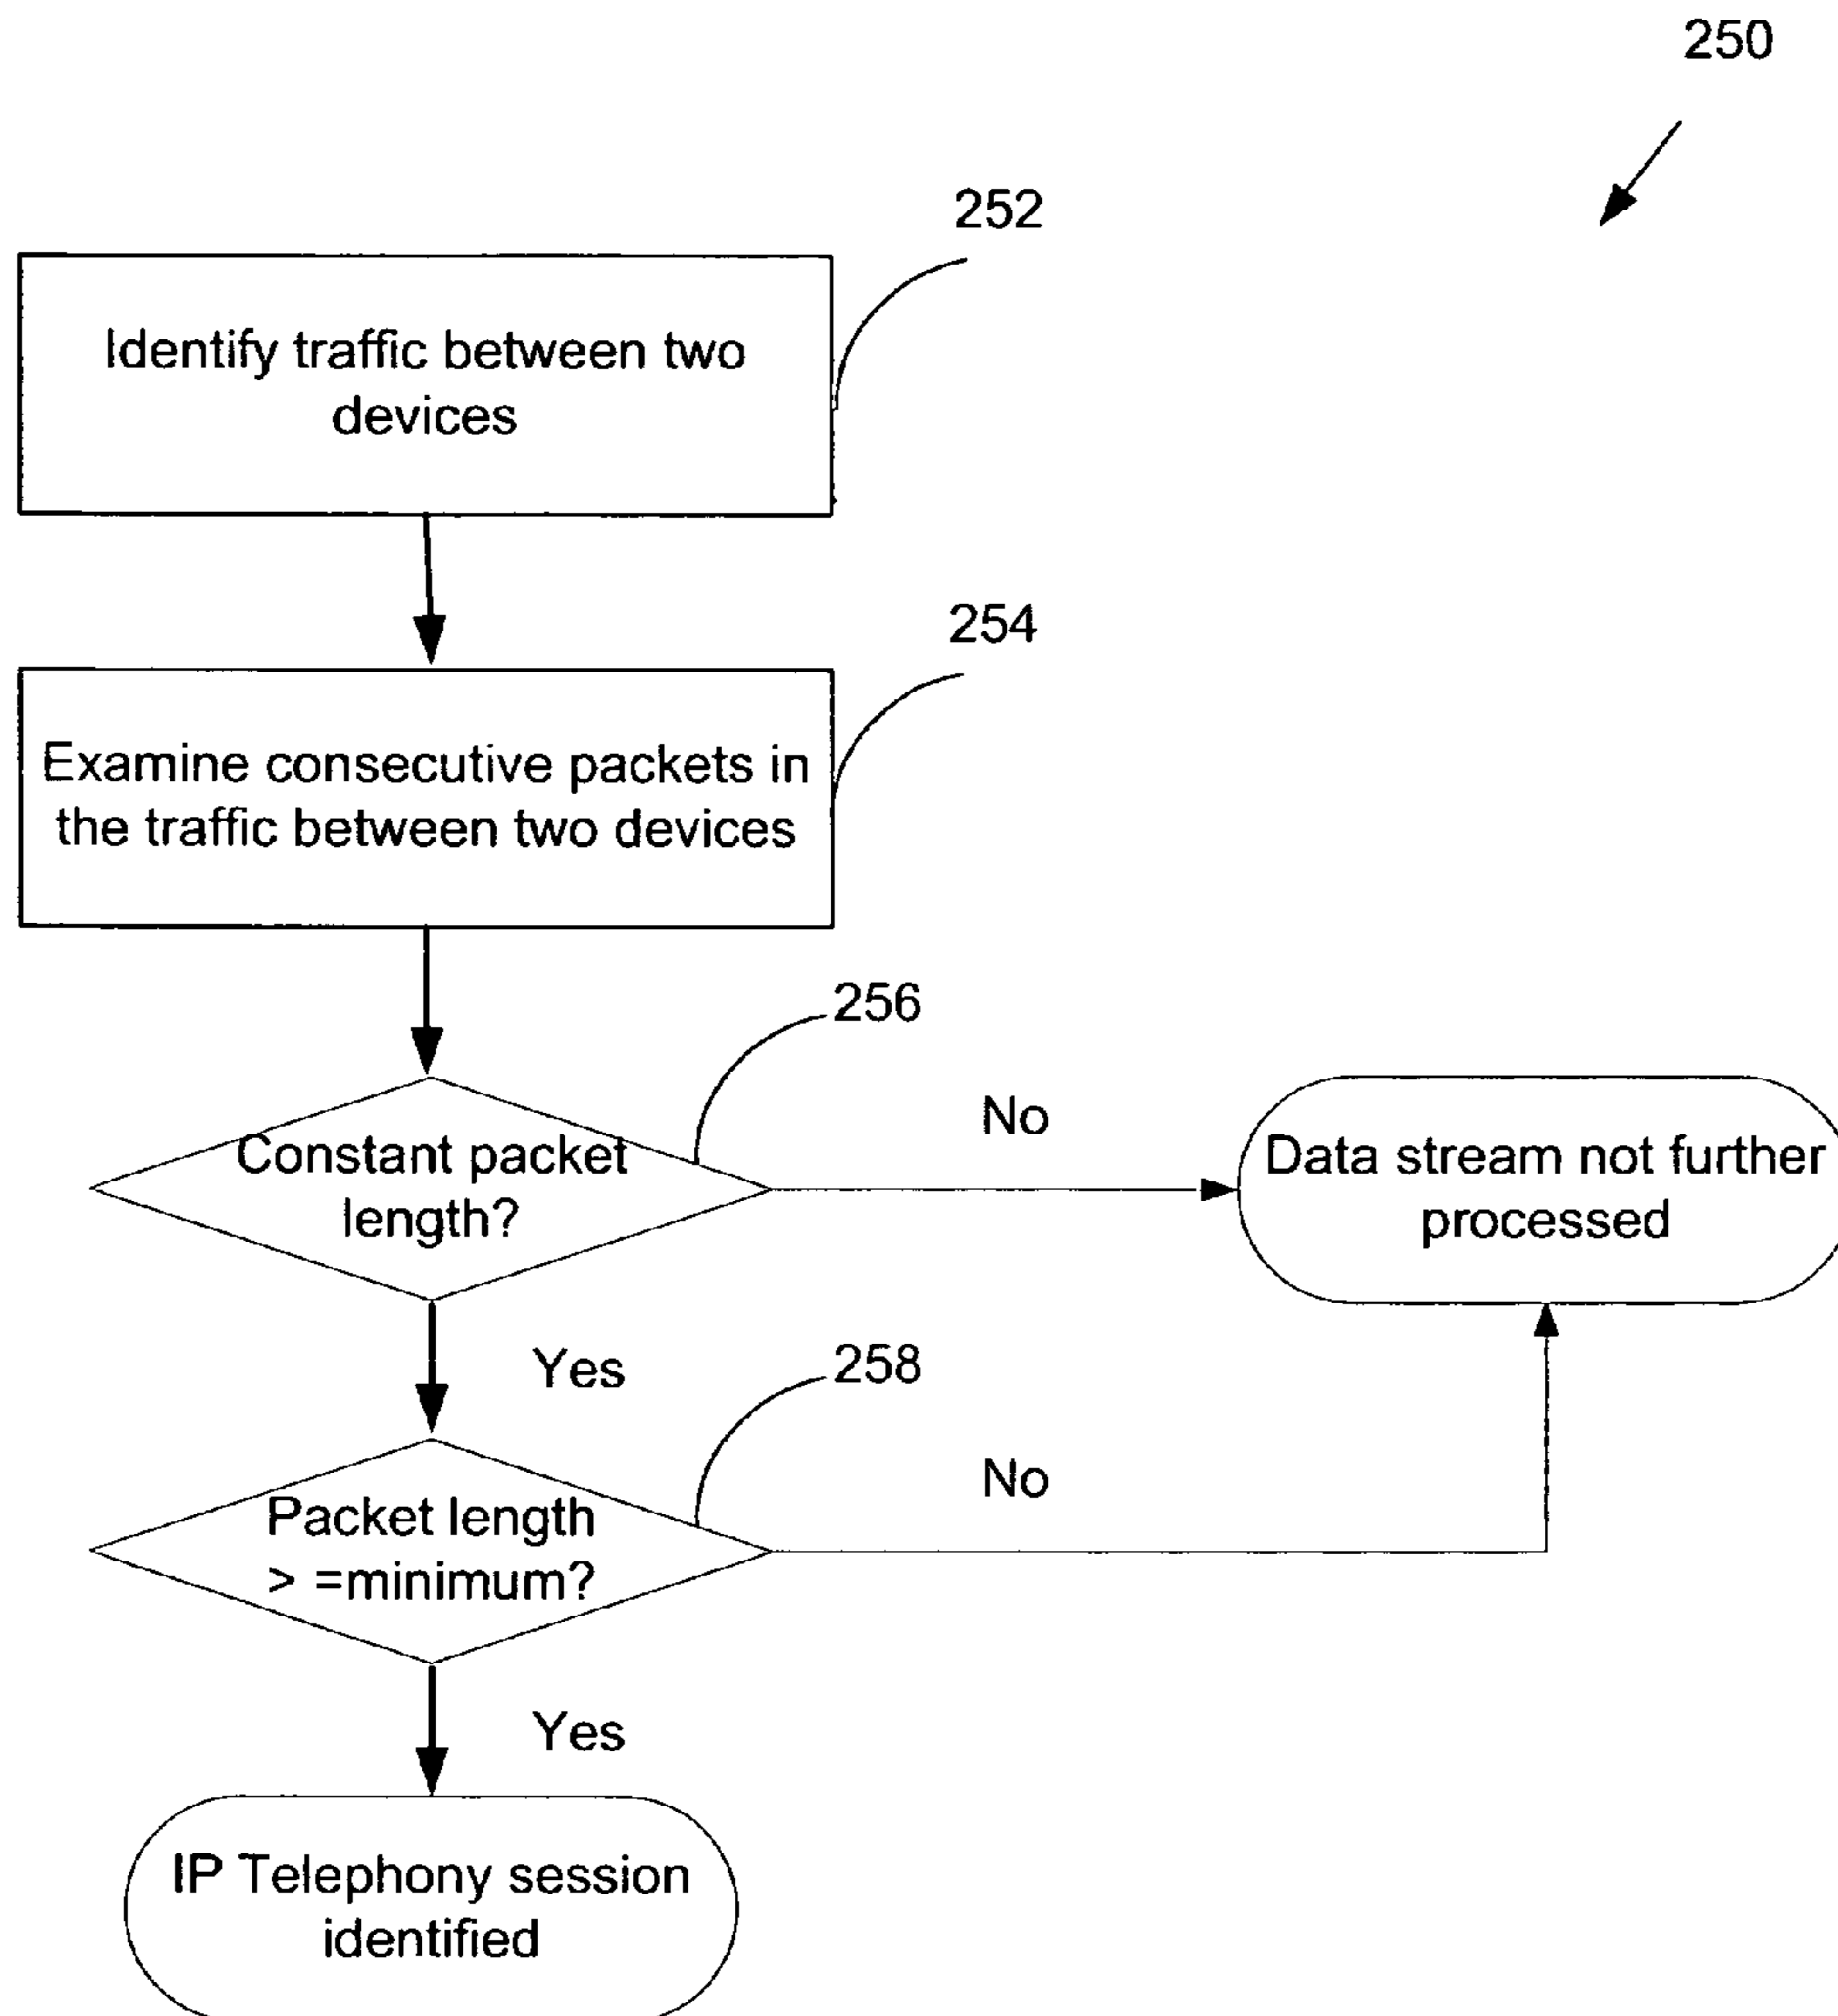 250
252
Identify traffic between two
devices
254
Examine consecutive packets in
the traffic between two devices
256
Constant packet
length?
No
Data stream not further
processed
Yes
258
Packet length
> =minimum?
No
Yes
IP Telephony session
identified